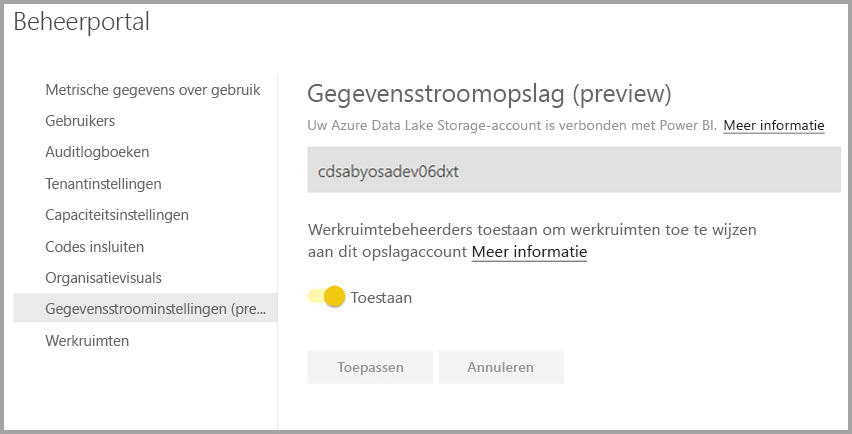 Beheerportal
Metrische gegevens over gebruik
Gebruikers
Auditlogboeken
Tenantinstellingen
Capaciteitsinstellingen
Codes insluiten
Organisatievisuals
Gegevensstroominstellingen (pre...
Werkruimten
Gegevensstroomopslag (preview)
Uw Azure Data Lake Storage-account is verbonden met Power BI. Meer informatie
cdsabyosadev06dxt
Werkruimtebeheerders toestaan om werkruimten toe te wijzen
aan dit opslagaccount Meer informatie
Toestaan
Toepassen
Annuleren